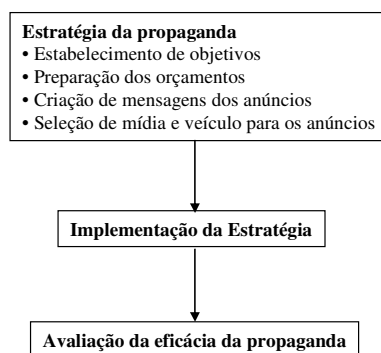 Estratégia da propaganda
• Estabelecimento de objetivos
• Preparação dos orçamentos
• Criação de mensagens dos anúncios
• Seleção de mídia e veículo para os anúncios
Implementação da Estratégia
Avaliação da eficácia da propaganda